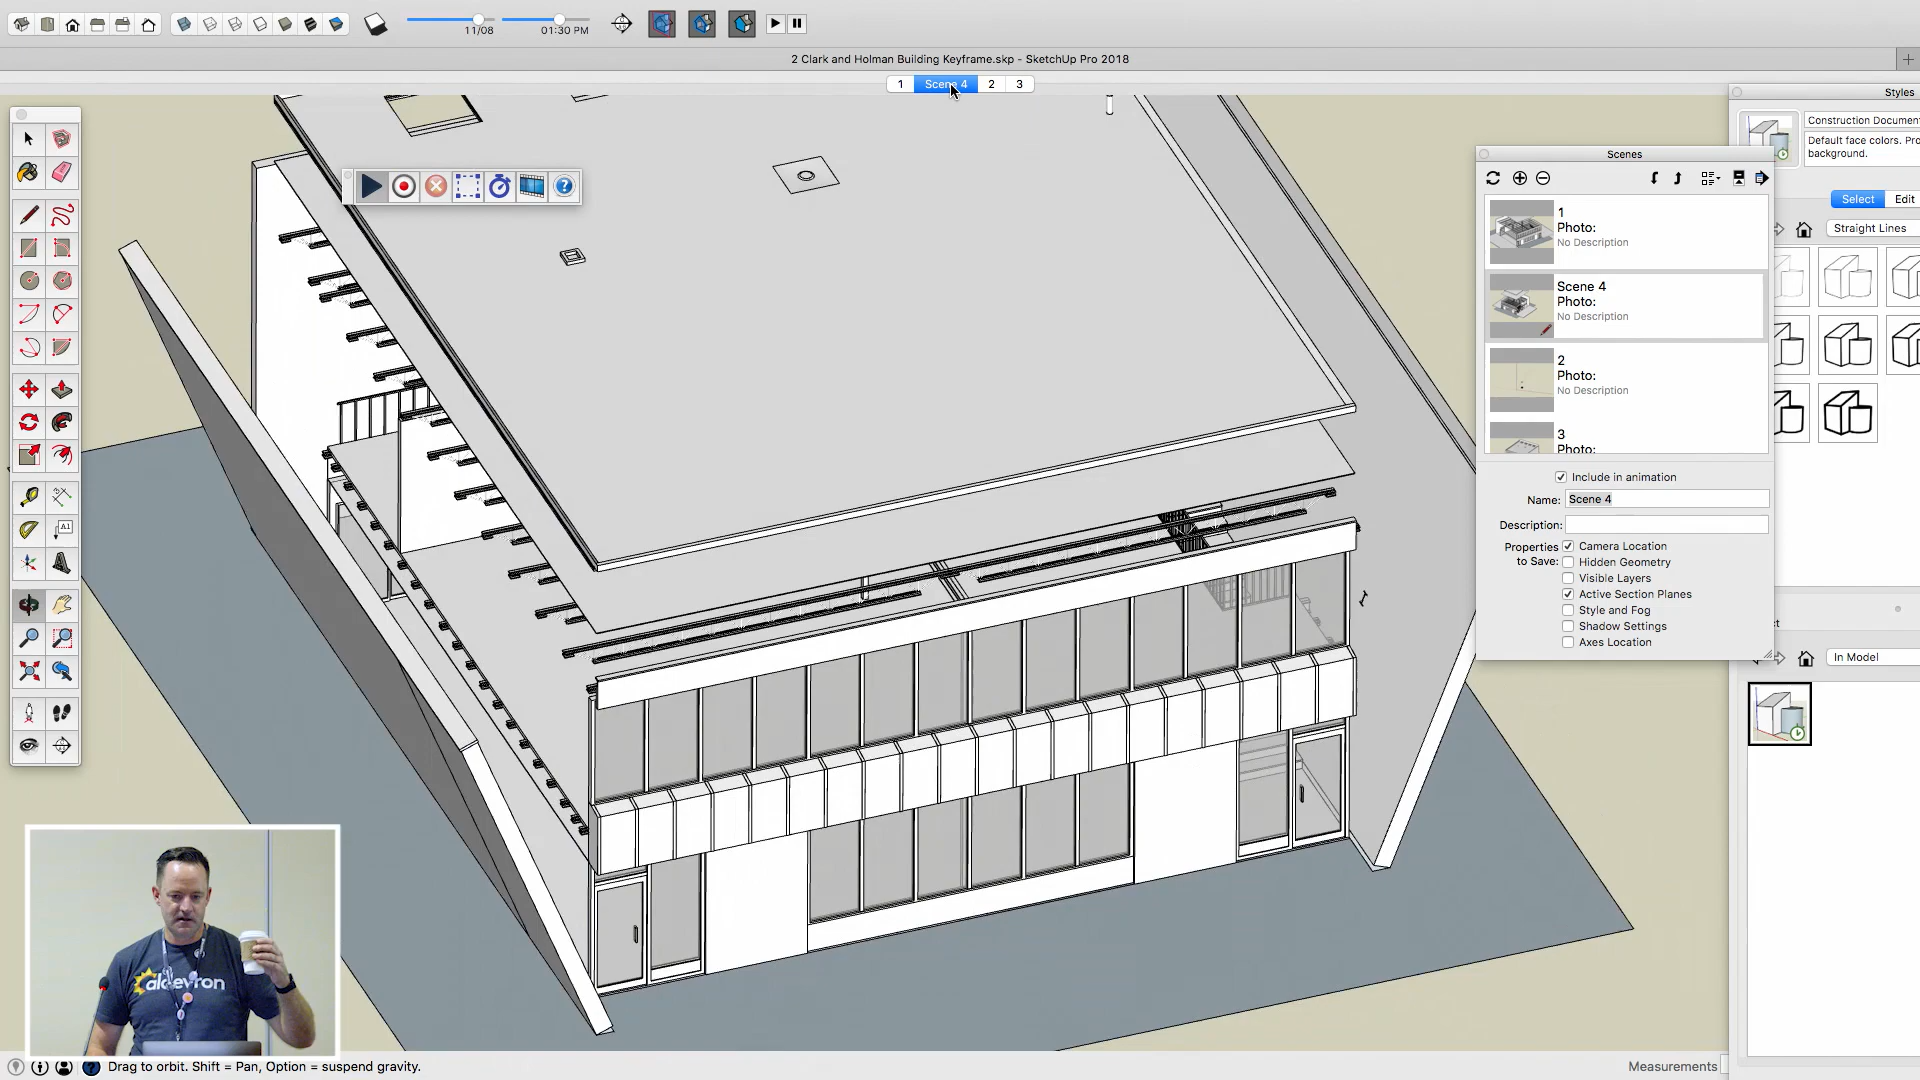 11/08
01:30 PM
2 Clark and Holman Building Keyframe.skp - SketchUp Pro 2018
1
Scene 4
2
3
Styles
Construction Documen
Default face colors. Pro
background.
Select
Edit
Straight Lines
Scenes
1
Photo:
No Description
Scene 4
Photo:
No Description
2
Photo:
No Description
3
Photo:
Include in animation
Name: Scene 4
Description:
Properties
to Save:
Camera Location
Hidden Geometry
Visible Layers
Active Section Planes
Style and Fog
Shadow Settings
Axes Location
In Model
A1
aldevron
Drag to orbit. Shift = Pan, Option = suspend gravity.
Measurements